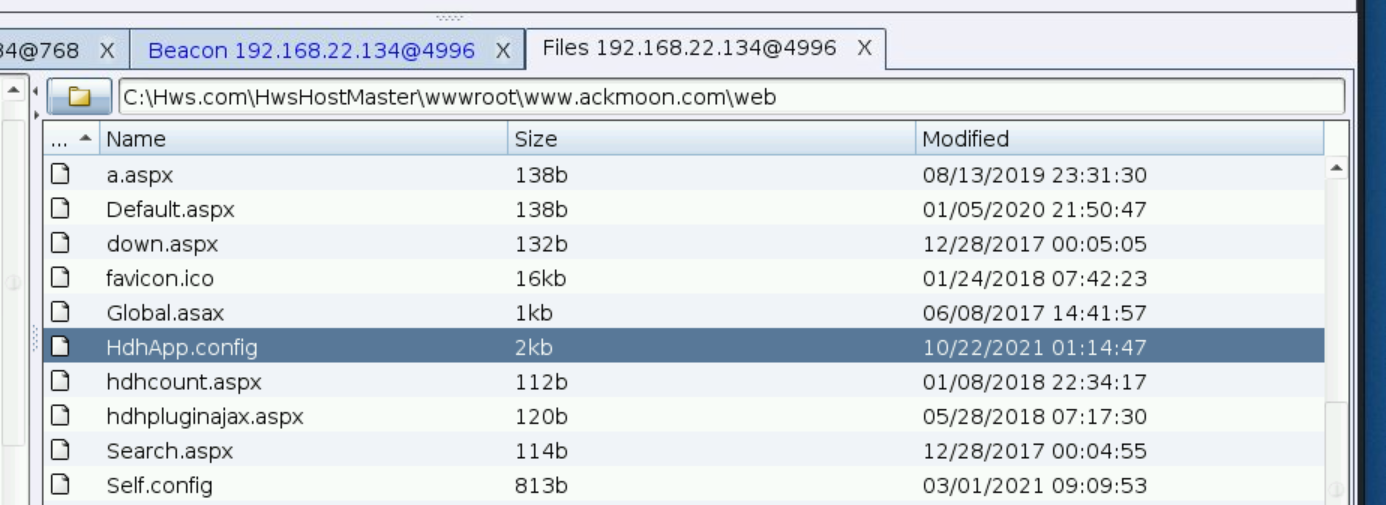 34@768 X Beacon 192.168.22.134@4996 X Files 192.168.22.134@4996 X
C:\Hws.com\HwsHostMaster\wwwroot\www.ackmoon.com\web
... Name Size Modified
a.aspx 138b 08/13/2019 23:31:30
Default.aspx 138b 01/05/2020 21:50:47
down.aspx 132b 12/28/2017 00:05:05
favicon.ico 16kb 01/24/2018 07:42:23
Global.asax 1kb 06/08/2017 14:41:57
HdhApp.config 2kb 10/22/2021 01:14:47
hdhcount.aspx 112b 01/08/2018 22:34:17
hdhpluginajax.aspx 120b 05/28/2018 07:17:30
Search.aspx 114b 12/28/2017 00:04:55
Self.config 813b 03/01/2021 09:09:53